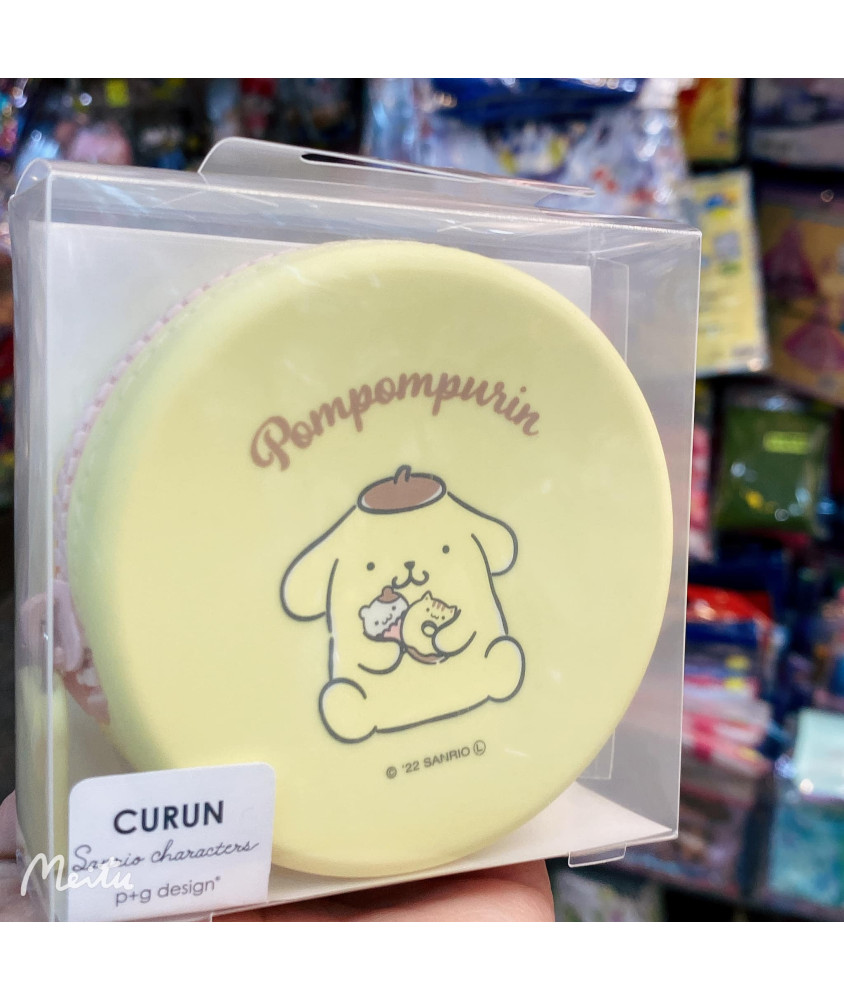 Pompompurin
© '22 SANRIO Ⓛ
CURUN
Sanrio characters
p+g design®
Meitu